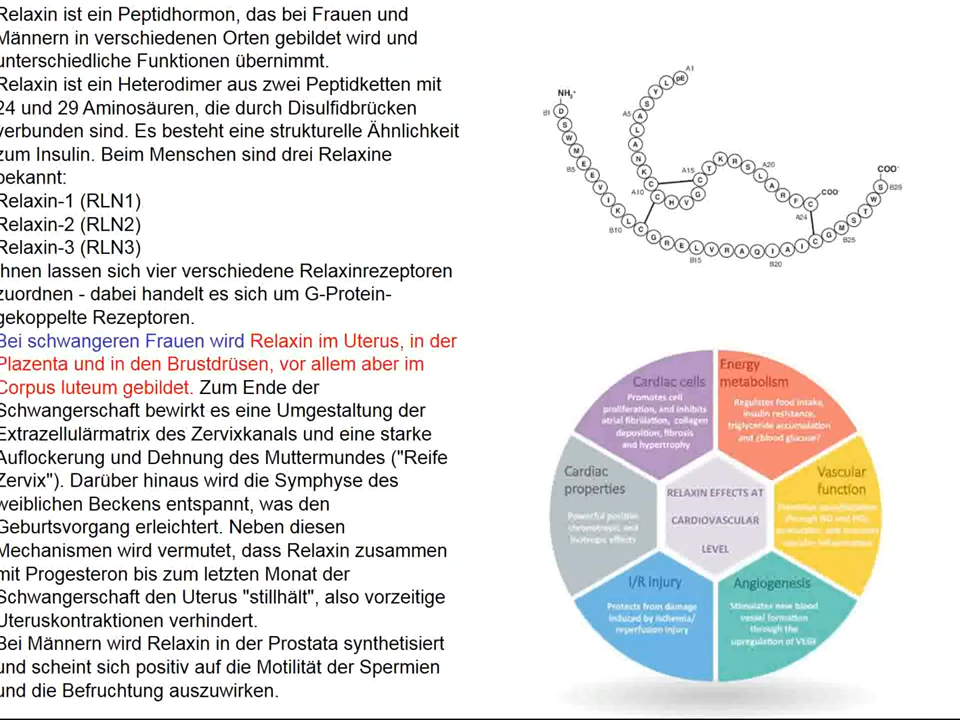 Relaxin ist ein Peptidhormon, das bei Frauen und
Männern in verschiedenen Orten gebildet wird und
unterschiedliche Funktionen übernimmt.
Relaxin ist ein Heterodimer aus zwei Peptidketten mit
24 und 29 Aminosäuren, die durch Disulfidbrücken
verbunden sind. Es besteht eine strukturelle Ähnlichkeit
zum Insulin. Beim Menschen sind drei Relaxine
bekannt:
Relaxin-1 (RLN1)
Relaxin-2 (RLN2)
Relaxin-3 (RLN3)
Ihnen lassen sich vier verschiedene Relaxinrezeptoren
zuordnen - dabei handelt es sich um G-Protein-
gekoppelte Rezeptoren.
Bei schwangeren Frauen wird Relaxin im Uterus, in der
Plazenta und in den Brustdrüsen, vor allem aber im
Corpus luteum gebildet. Zum Ende der
Schwangerschaft bewirkt es eine Umgestaltung der
Extrazellulärmatrix des Zervixkanals und eine starke
Auflockerung und Dehnung des Muttermundes ("Reife
Zervix"). Darüber hinaus wird die Symphyse des
weiblichen Beckens entspannt, was den
Geburtsvorgang erleichtert. Neben diesen
Mechanismen wird vermutet, dass Relaxin zusammen
mit Progesteron bis zum letzten Monat der
Schwangerschaft den Uterus "stillhält", also vorzeitige
Uteruskontraktionen verhindert.
Bei Männern wird Relaxin in der Prostata synthetisiert
und scheint sich positiv auf die Motilität der Spermien
und die Befruchtung auszuwirken.
A1
pE L Y S A L A N K C C H V G C T K R S L A R F C
A5
A10
A15
A20
A24
COO-
NH3+
B1
D S W M E E V I K L C G R E L V R A Q I A I C G M S T W S
B5
B10
B15
B20
B25
B29
COO-
Cardiac cells
Promotes cell
proliferation, and inhibits
atrial fibrillation, collagen
deposition, fibrosis
and hypertrophy
Energy
metabolism
Regulates food intake,
insulin resistance,
triglyceride accumulation
and ¿blood glucose?
Cardiac
properties
Powerful positive
chronotropic and
inotropic effects
RELAXIN EFFECTS AT
CARDIOVASCULAR
LEVEL
Vascular
function
through NO and
I/R Injury
Protects from damage
induced by ischemia/
reperfusion injury
Angiogenesis
Stimulates new blood
vessel formation
through the
upregulation of VEGF